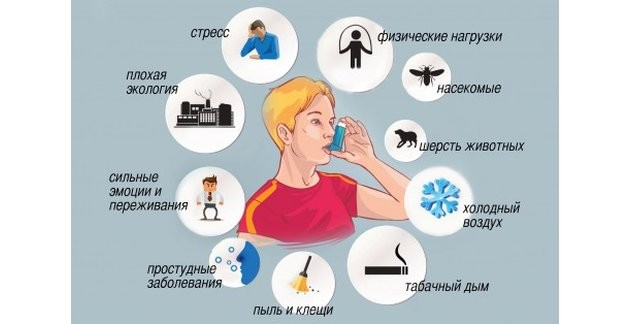 стресс
физические нагрузки
плохая
экология
насекомые
шерсть животных
сильные
эмоции и
переживания
холодный
воздух
простудные
заболевания
табачный дым
пыль и клещи